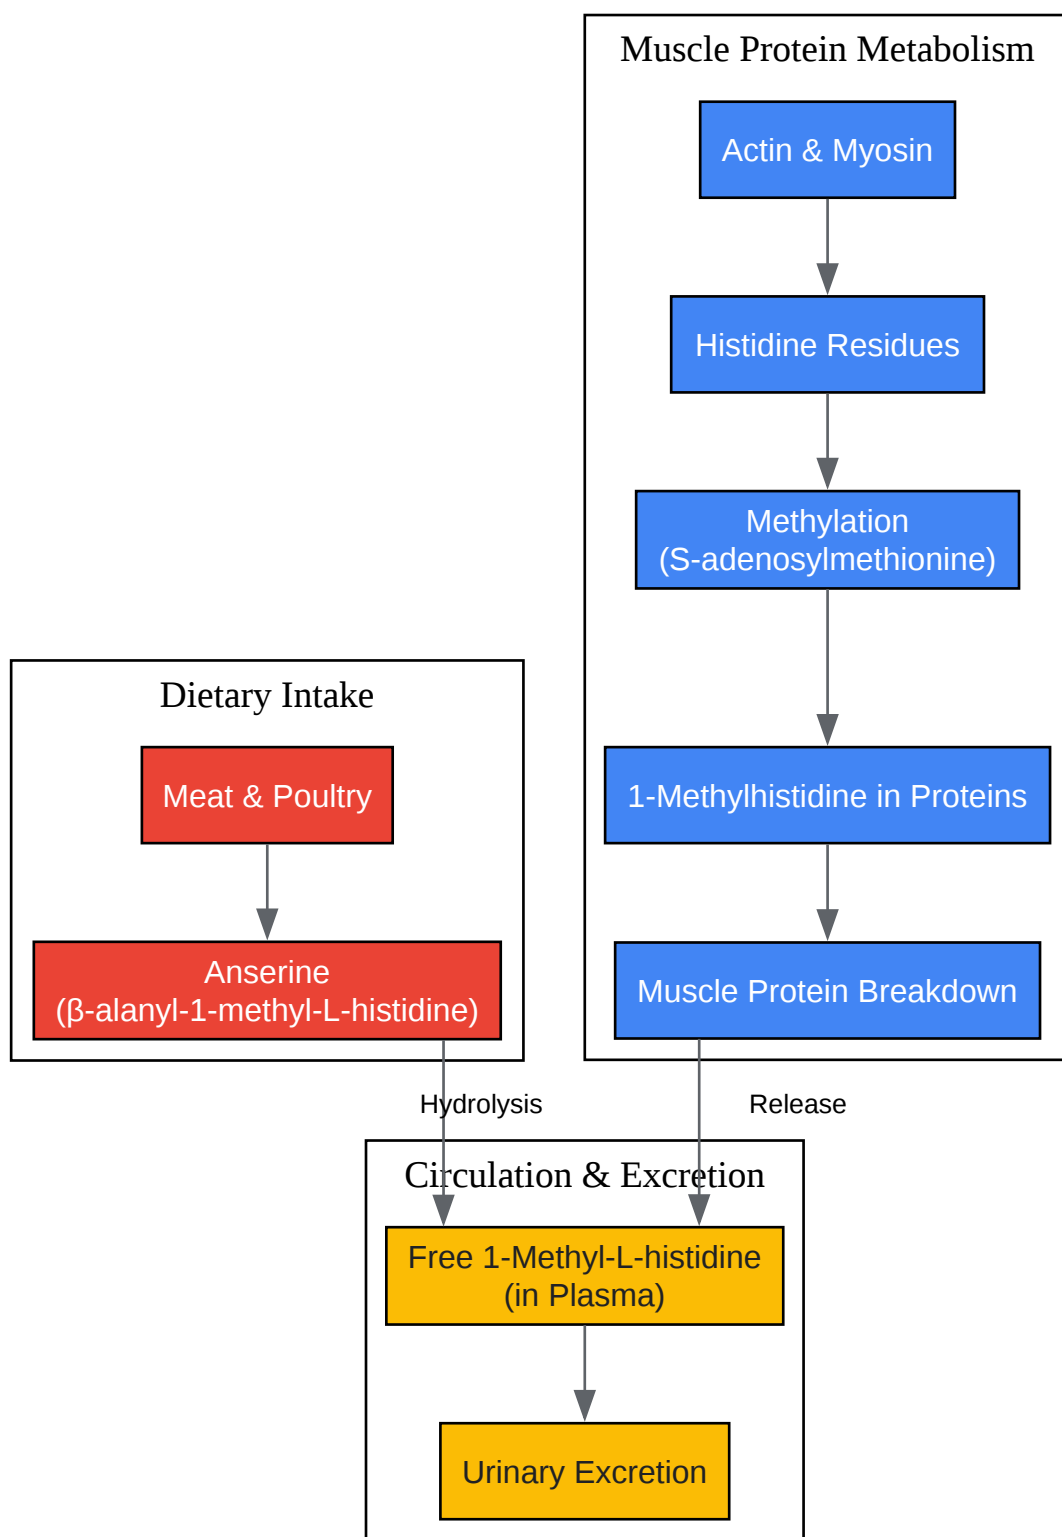 Muscle Protein Metabolism
Actin & Myosin
Histidine Residues
Methylation
(S-adenosylmethionine)
1-Methylhistidine in Proteins
Muscle Protein Breakdown
Dietary Intake
Meat & Poultry
Anserine
(β-alanyl-1-methyl-L-histidine)
Hydrolysis
Release
Circulation & Excretion
Free 1-Methyl-L-histidine
(in Plasma)
Urinary Excretion